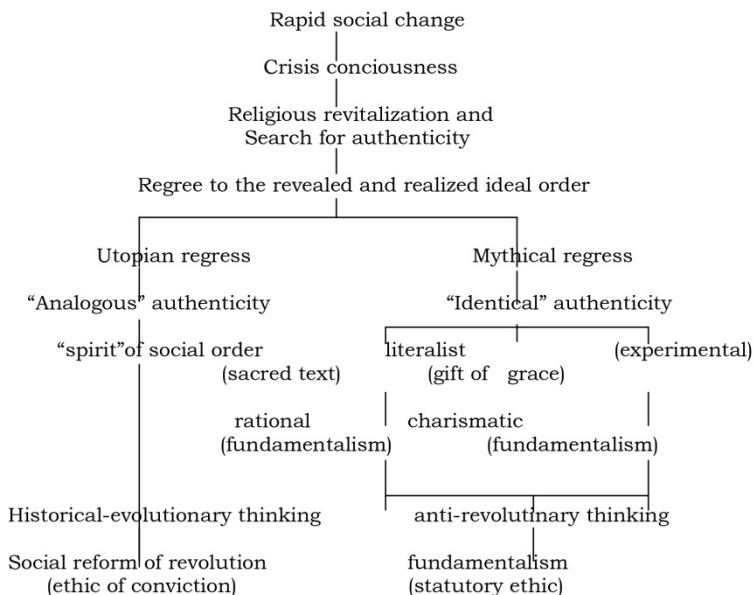 Rapid social change
Crisis conciousness
Religious revitalization and
Search for authenticity
Regree to the revealed and realized ideal order
Utopian regress Mythical regress
“Analogous” authenticity “Identical” authenticity
“spirit”of social order literalist (experimental)
(sacred text) (gift of grace)
rational charismatic
(fundamentalism) (fundamentalism)
Historical-evolutionary thinking anti-revolutinary thinking
Social reform of revolution fundamentalism
(ethic of conviction) (statutory ethic)